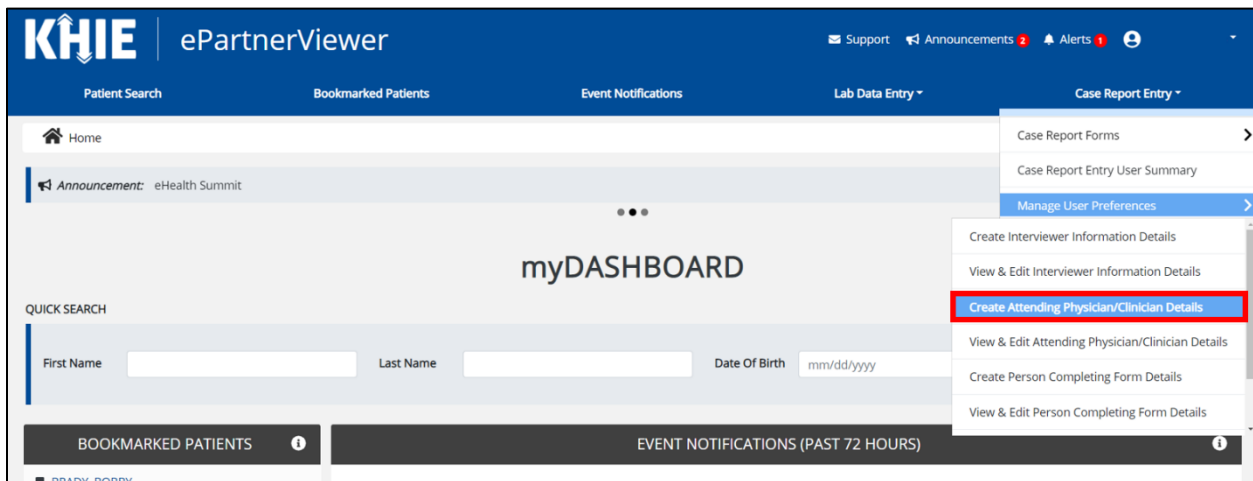 KHIE ePartnerViewer
Support Announcements 2 Alerts 1
Patient Search Bookmarked Patients Event Notifications Lab Data Entry Case Report Entry
Home
Case Report Forms
Case Report Entry User Summary
Announcement: eHealth Summit
Manage User Preferences
Create Interviewer Information Details
myDASHBOARD
View & Edit Interviewer Information Details
QUICK SEARCH
Create Attending Physician/Clinician Details
View & Edit Attending Physician/Clinician Details
First Name Last Name Date Of Birth mm/dd/yyyy
Create Person Completing Form Details
View & Edit Person Completing Form Details
BOOKMARKED PATIENTS EVENT NOTIFICATIONS (PAST 72 HOURS)